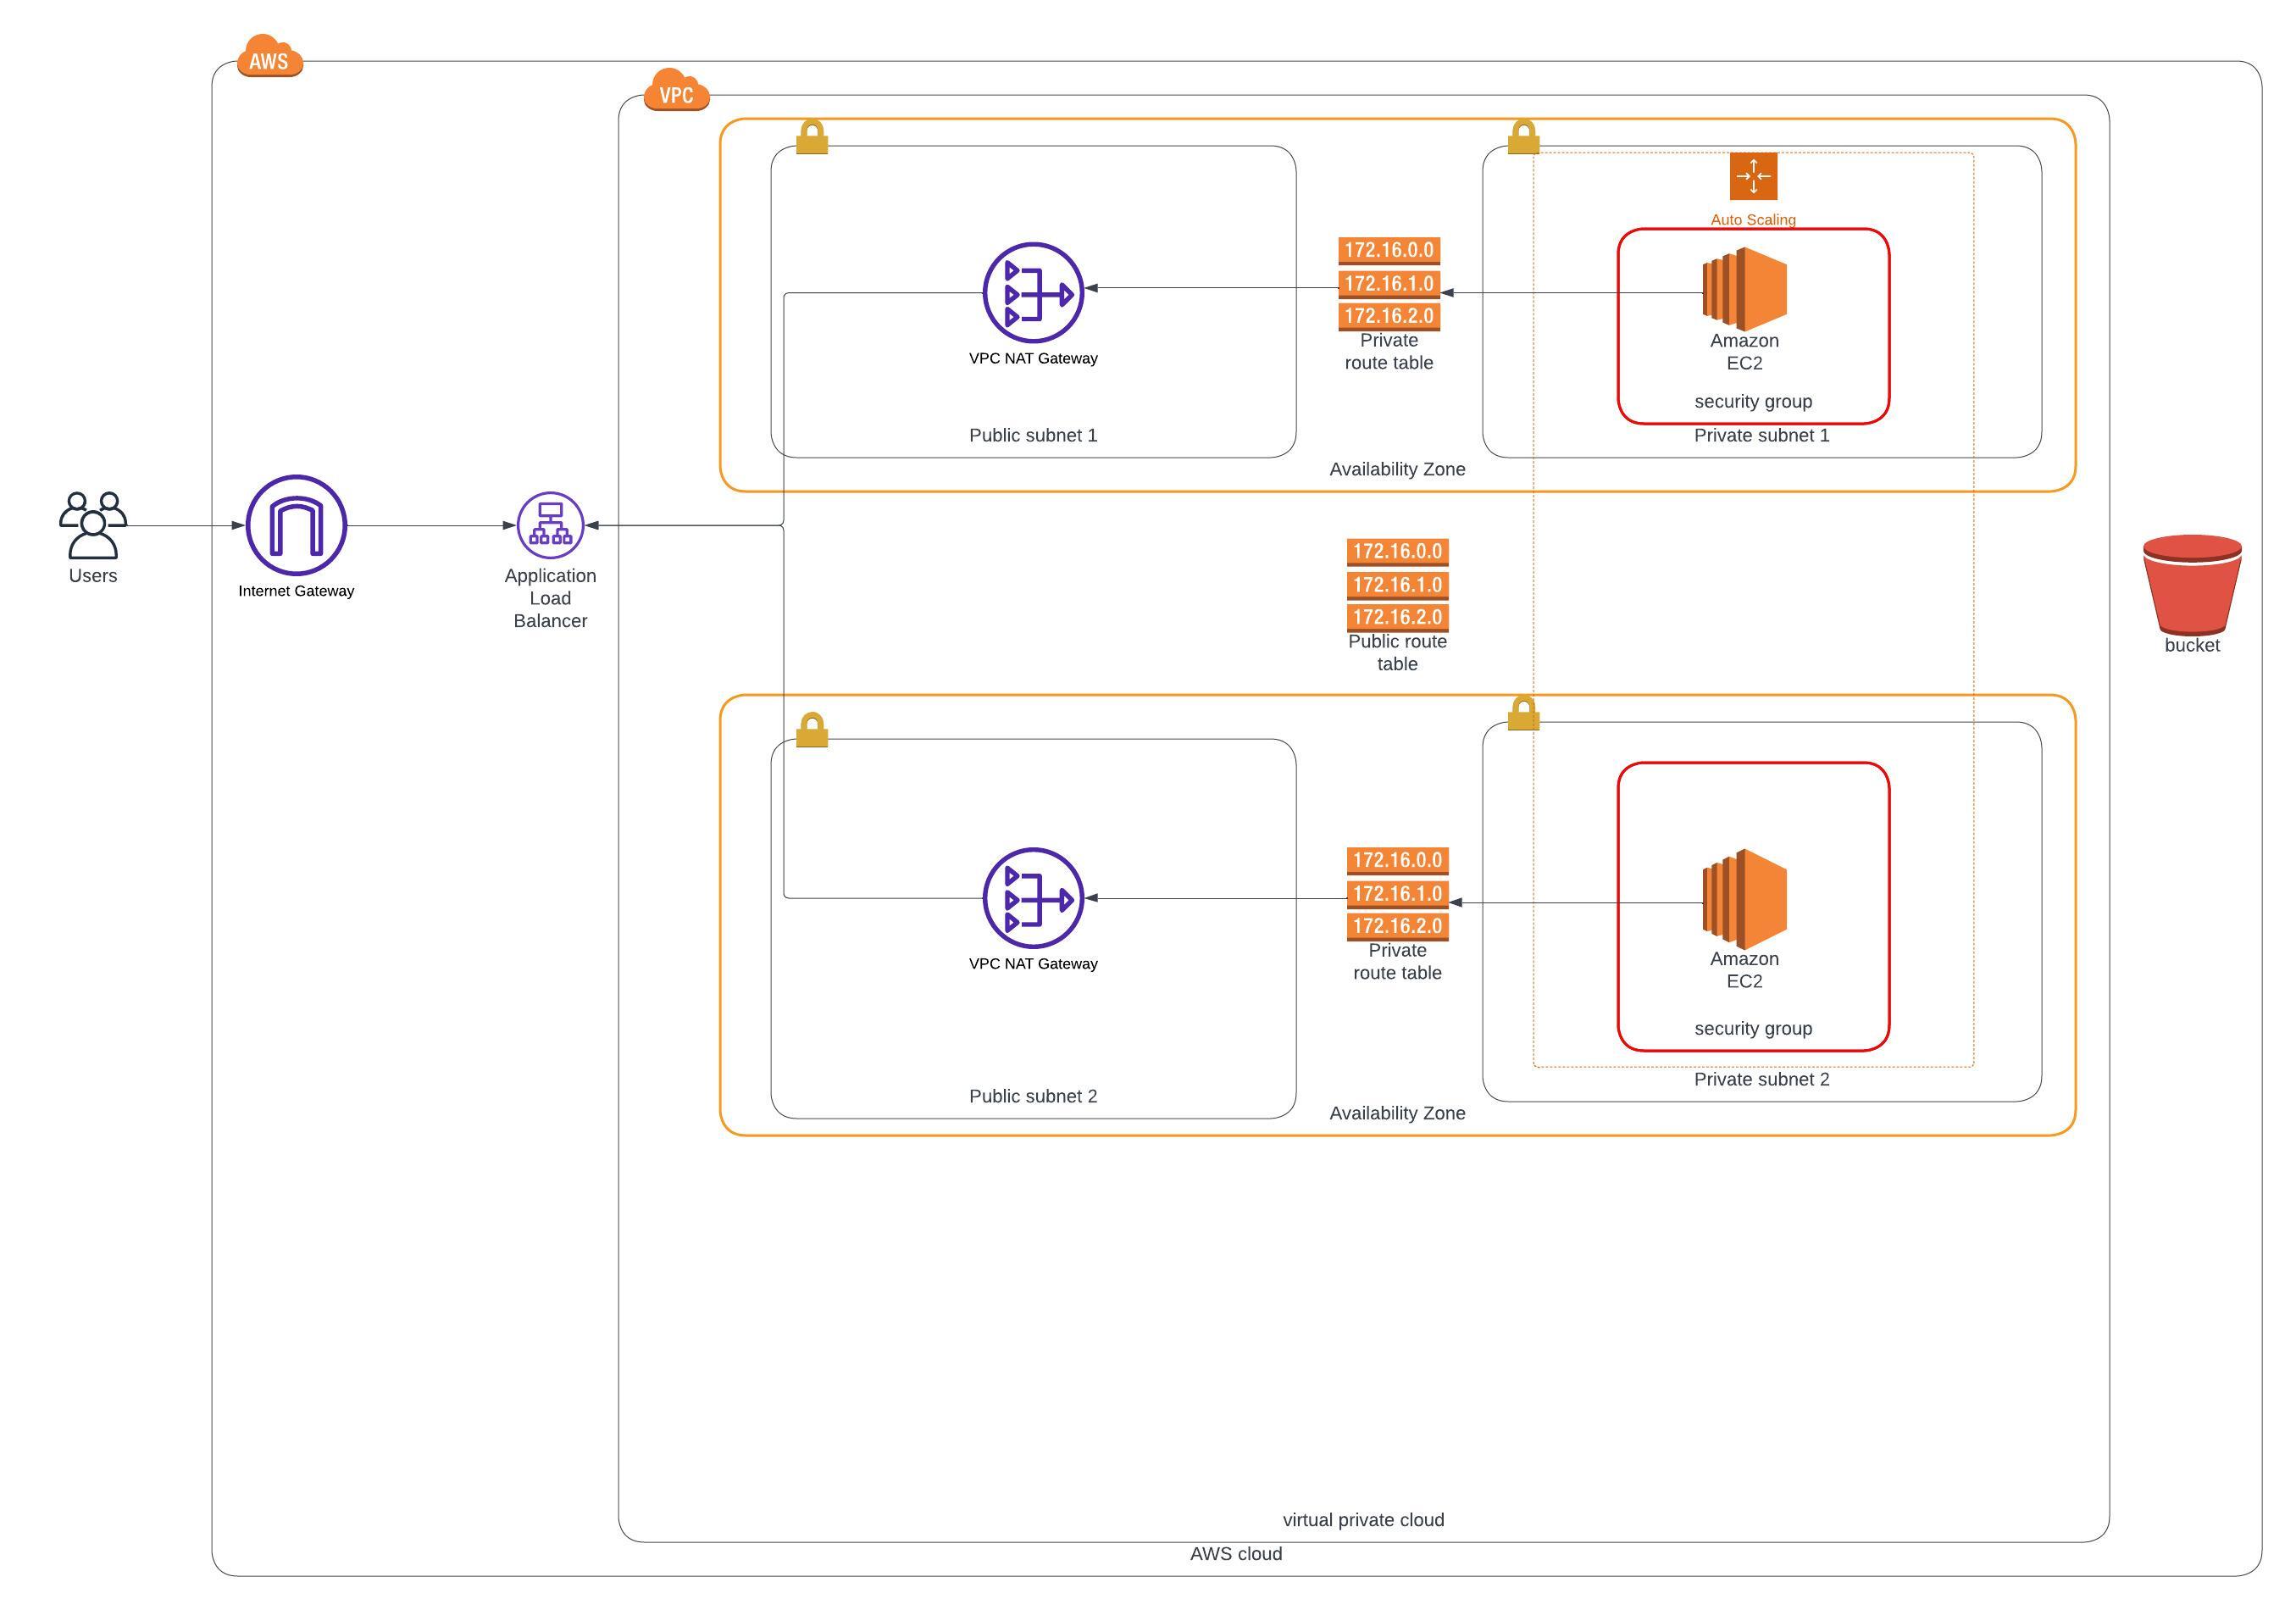 AWS
VPC
Auto Scaling
172.16.0.0
172.16.1.0
172.16.2.0
Private
route table
VPC NAT Gateway
Amazon
EC2
security group
Public subnet 1
Private subnet 1
Availability Zone
Users
Internet Gateway
Application
Load
Balancer
172.16.0.0
172.16.1.0
172.16.2.0
Public route
table
bucket
172.16.0.0
172.16.1.0
172.16.2.0
Private
route table
VPC NAT Gateway
Amazon
EC2
security group
Public subnet 2
Private subnet 2
Availability Zone
virtual private cloud
AWS cloud